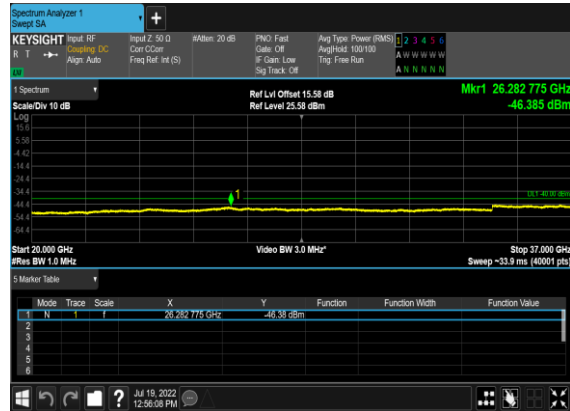 Spectrum Analyzer 1
Swept SA
+
KEYSIGHT Input: RF Input Z: 50 Ω #Atten: 20 dB PNO: Fast Avg Type: Power (RMS) 1 2 3 4 5 6
R T Coupling: DC Corr CCorr Gate: Off Avg|Hold: 100/100 A W W W W W
Align: Auto Freq Ref: Int (S) IF Gain: Low Trig: Free Run
Sig Track: Off A N N N N N
1 Spectrum Ref Lvl Offset 15.58 dB Mkr1 26.282 775 GHz
Scale/Div 10 dB Ref Level 25.58 dBm -46.385 dBm
Log
15.6
5.58
-4.42
-14.4
-24.4
-34.4 1 DL1 -40.00 dBm
-44.4
-54.4
-64.4
Start 20.000 GHz Video BW 3.0 MHz* Stop 37.000 GHz
#Res BW 1.0 MHz Sweep ~33.9 ms (40001 pts)
5 Marker Table
Mode Trace Scale X Y Function Function Width Function Value
1 N 1 f 26.282 775 GHz -46.38 dBm
2
3
4
5
6
? Jul 19, 2022
12:56:08 PM